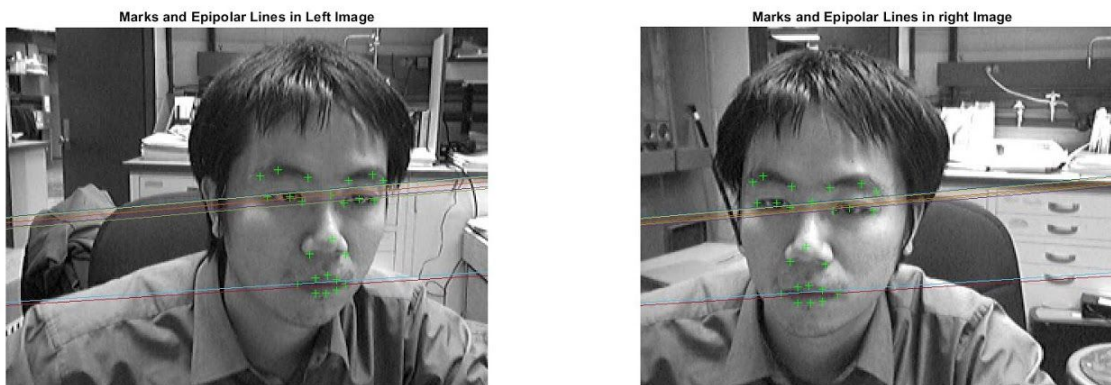 Marks and Epipolar Lines in Left Image
Marks and Epipolar Lines in right Image